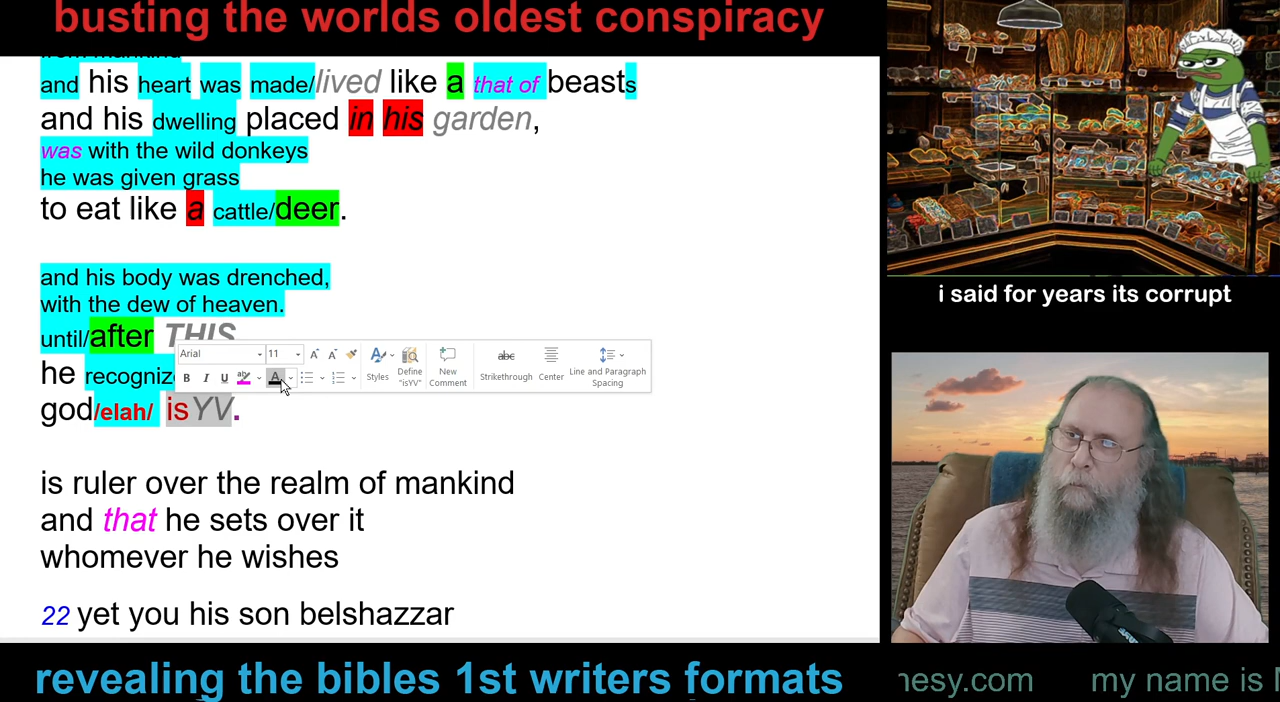 busting the worlds oldest conspiracy
from mankind
and his heart was made/lived like a that of beasts
and his dwelling placed in his garden,
was with the wild donkeys
he was given grass
to eat like a cattle/deer.
and his body was drenched,
with the dew of heaven.
until/after THIS
he recogniz
god/elah/ isYV.
Arial 11
Styles
Define "isYV"
New Comment
abc
Strikethrough
Center
Line and Paragraph Spacing
B I U ab A
is ruler over the realm of mankind
and that he sets over it
whomever he wishes
22 yet you his son belshazzar
i said for years its corrupt
revealing the bibles 1st writers formats
nesy.com my name is